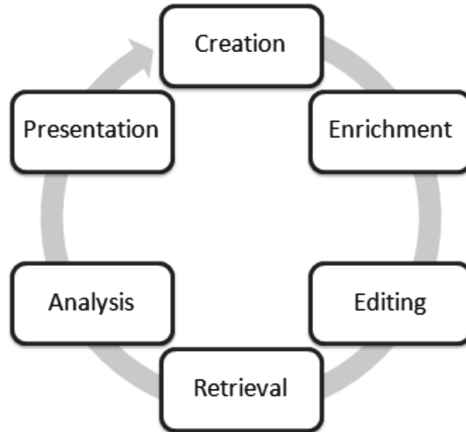 Creation
Enrichment
Editing
Retrieval
Analysis
Presentation